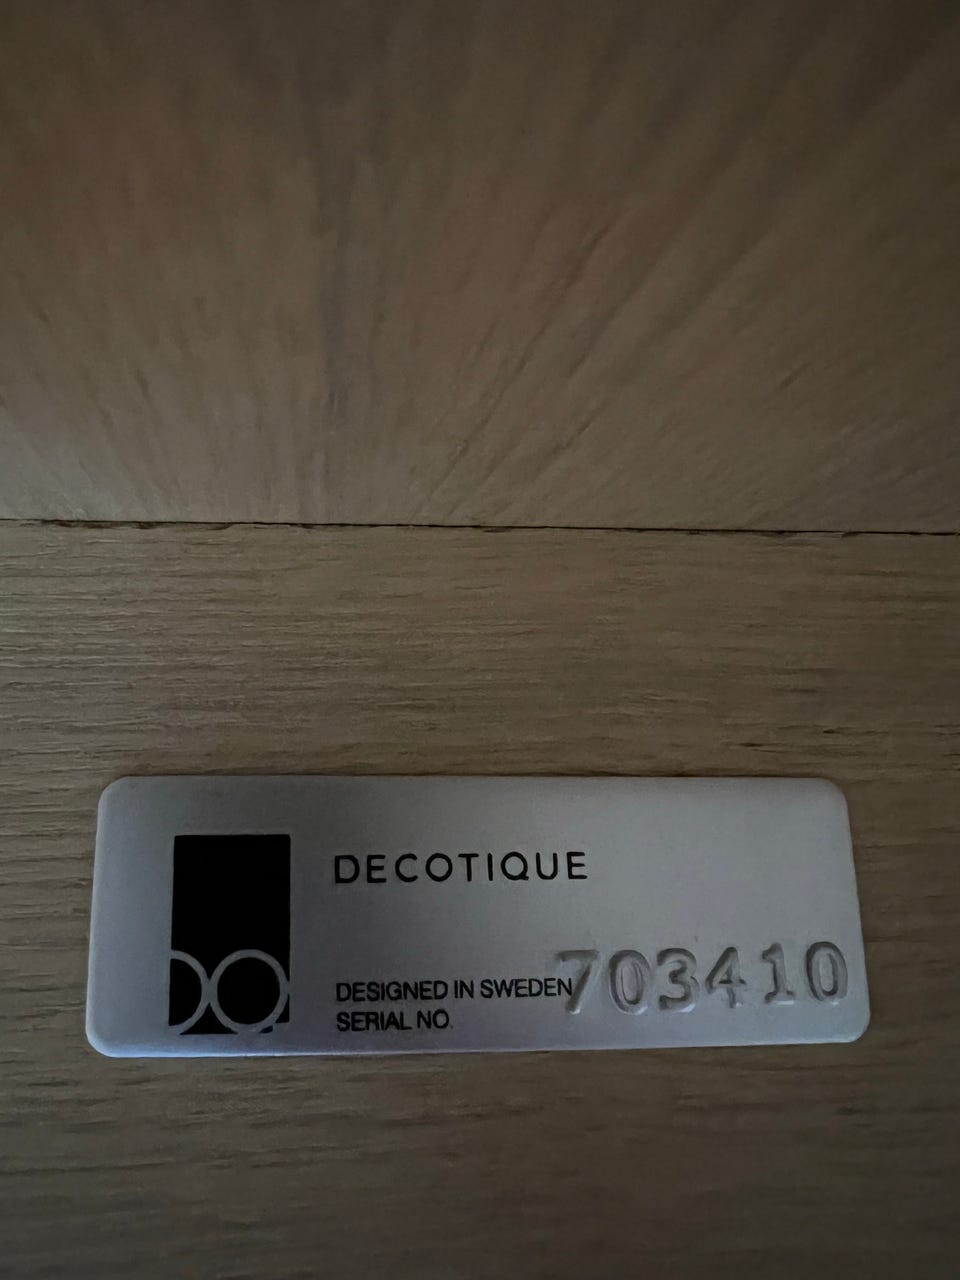 DECOTIQUE
DESIGNED IN SWEDEN 703410
SERIAL NO.